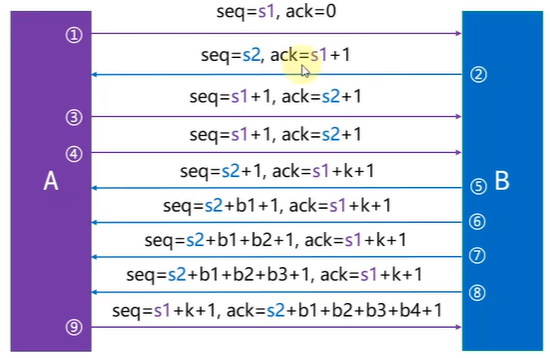 seq=s1, ack=0
①
seq=s2, ack=s1+1
②
seq=s1+1, ack=s2+1
③
seq=s1+1, ack=s2+1
④
A
B
seq=s2+1, ack=s1+k+1
⑤
seq=s2+b1+1, ack=s1+k+1
⑥
seq=s2+b1+b2+1, ack=s1+k+1
⑦
seq=s2+b1+b2+b3+1, ack=s1+k+1
⑧
seq=s1+k+1, ack=s2+b1+b2+b3+b4+1
⑨